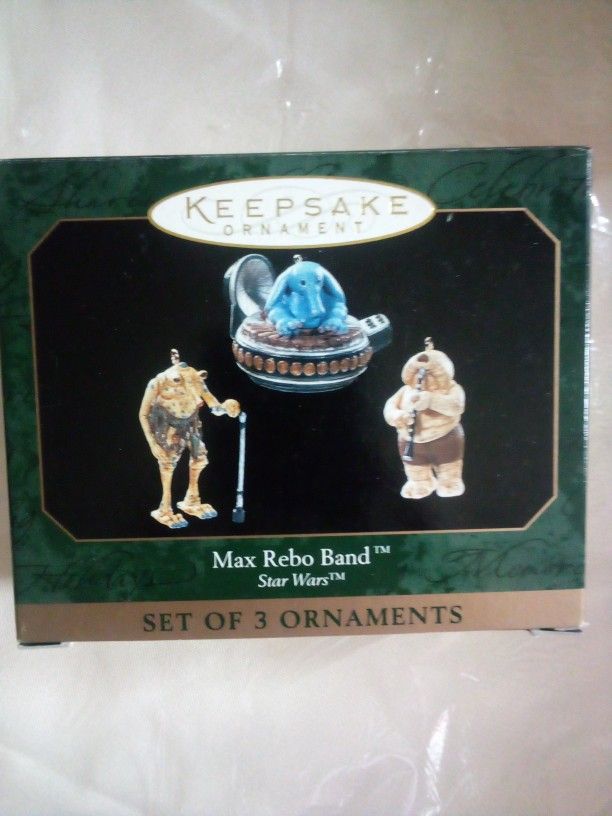 KEEPSAKE
ORNAMENT
Max Rebo Band™
Star Wars™
SET OF 3 ORNAMENTS